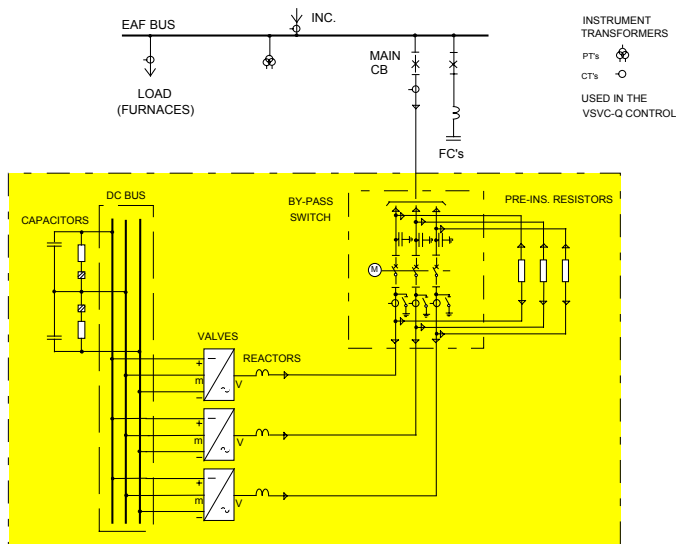 INC.
EAF BUS
LOAD
(FURNACES)
MAIN
CB
FC's
INSTRUMENT
TRANSFORMERS
PT's
CT's
USED IN THE
VSVC-Q CONTROL
DC BUS
CAPACITORS
BY-PASS
SWITCH
PRE-INS. RESISTORS
M
VALVES
REACTORS
+
m
V
−
+
m
V
−
+
m
V
−